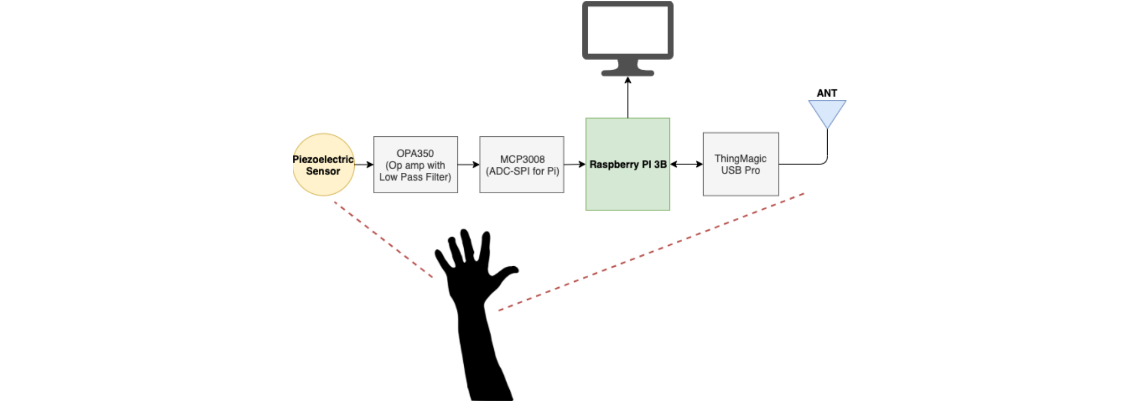 ANT
Piezoelectric
Sensor
OPA350
(Op amp with
Low Pass Filter)
MCP3008
(ADC-SPI for Pi)
Raspberry PI 3B
ThingMagic
USB Pro